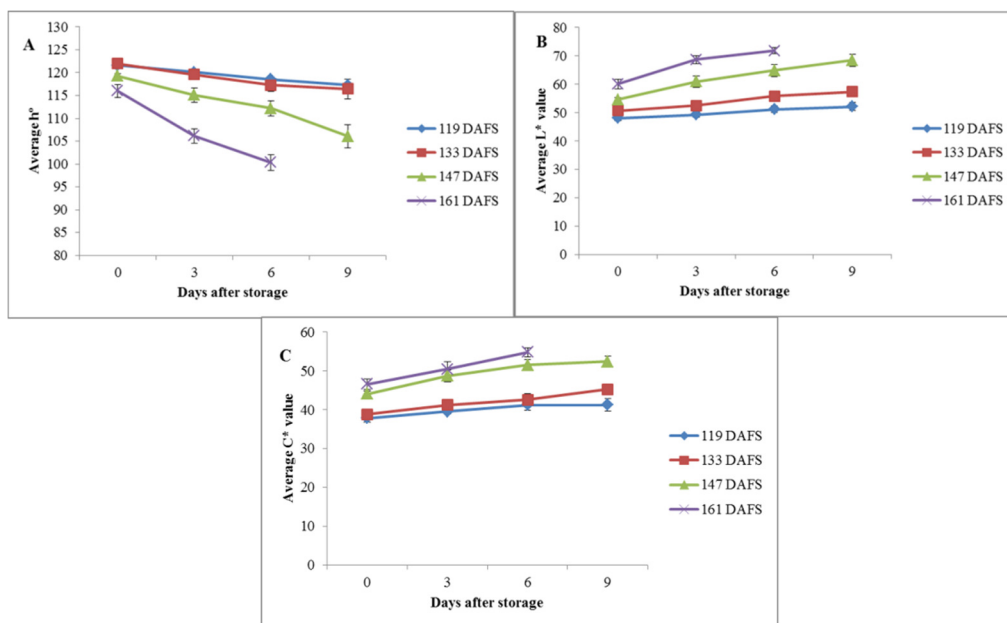 A
Average h°
130
125
120
115
110
105
100
95
90
85
80
0 3 6 9
Days after storage
119 DAFS
133 DAFS
147 DAFS
161 DAFS
B
Average L* value
80
70
60
50
40
30
20
10
0
0 3 6 9
Days after storage
119 DAFS
133 DAFS
147 DAFS
161 DAFS
C
Average C* value
60
50
40
30
20
10
0
0 3 6 9
Days after storage
119 DAFS
133 DAFS
147 DAFS
161 DAFS